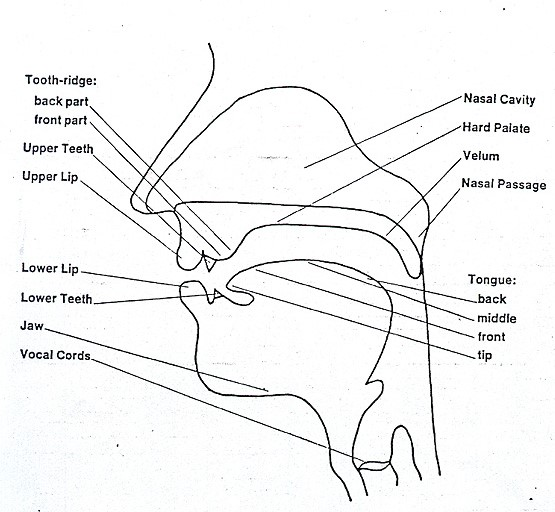 Tooth-ridge:
back part
front part
Upper Teeth
Upper Lip
Lower Lip
Lower Teeth
Jaw
Vocal Cords
Nasal Cavity
Hard Palate
Velum
Nasal Passage
Tongue:
back
middle
front
tip